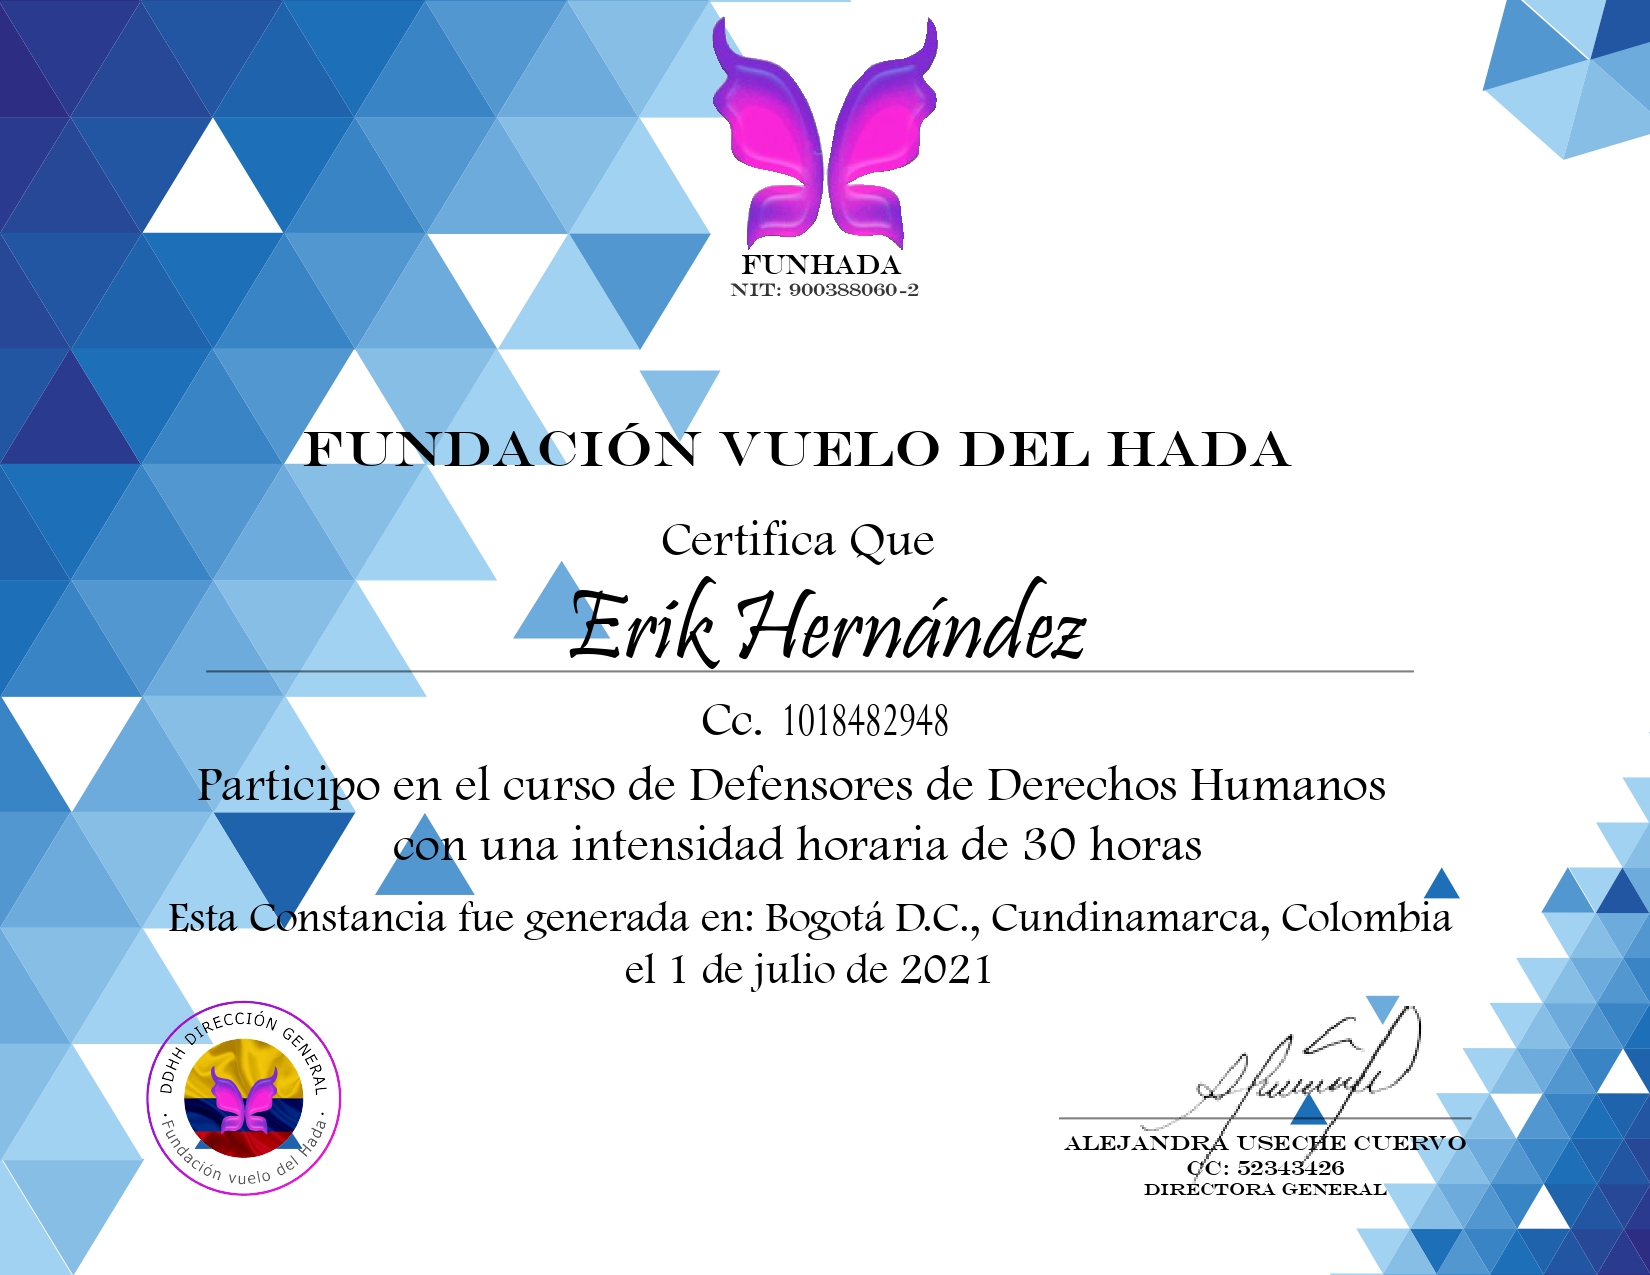 FUNHADA
NIT: 900388060-2
FUNDACIÓN VUELO DEL HADA
Certifica Que
Erik Hernández
Cc. 1018482948
Participo en el curso de Defensores de Derechos Humanos
con una intensidad horaria de 30 horas
Esta Constancia fue generada en: Bogotá D.C., Cundinamarca, Colombia
el 1 de julio de 2021
DDHH DIRECCIÓN GENERAL
· Fundación vuelo del Hada ·
ALEJANDRA USECHE CUERVO
CC: 52343426
DIRECTORA GENERAL